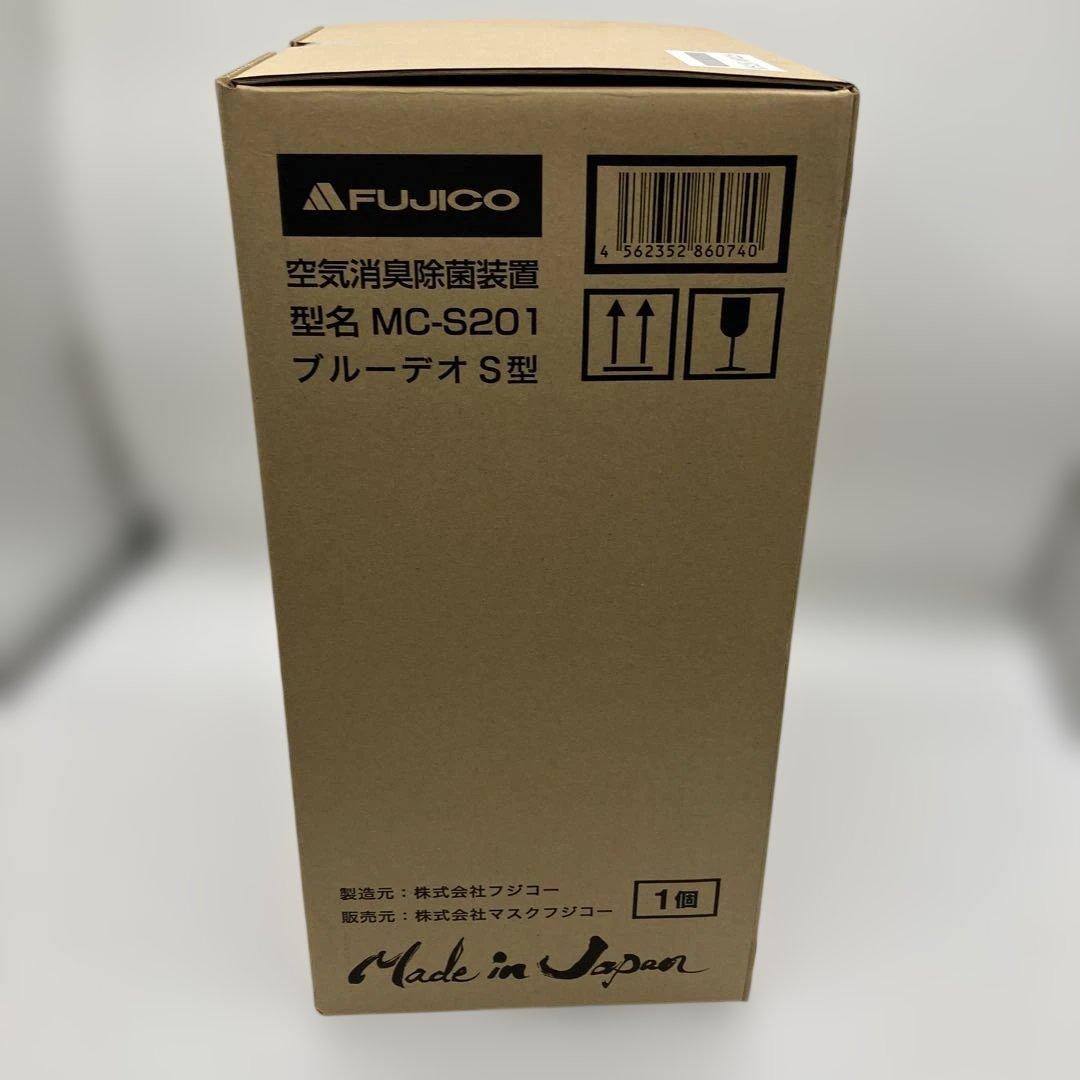 FUJICO
空気消臭除菌装置
型名 MC-S201
ブルーデオ S型
4 562352 860740
製造元：株式会社フジコー
販売元：株式会社マスクフジコー
1個
Made in Japan